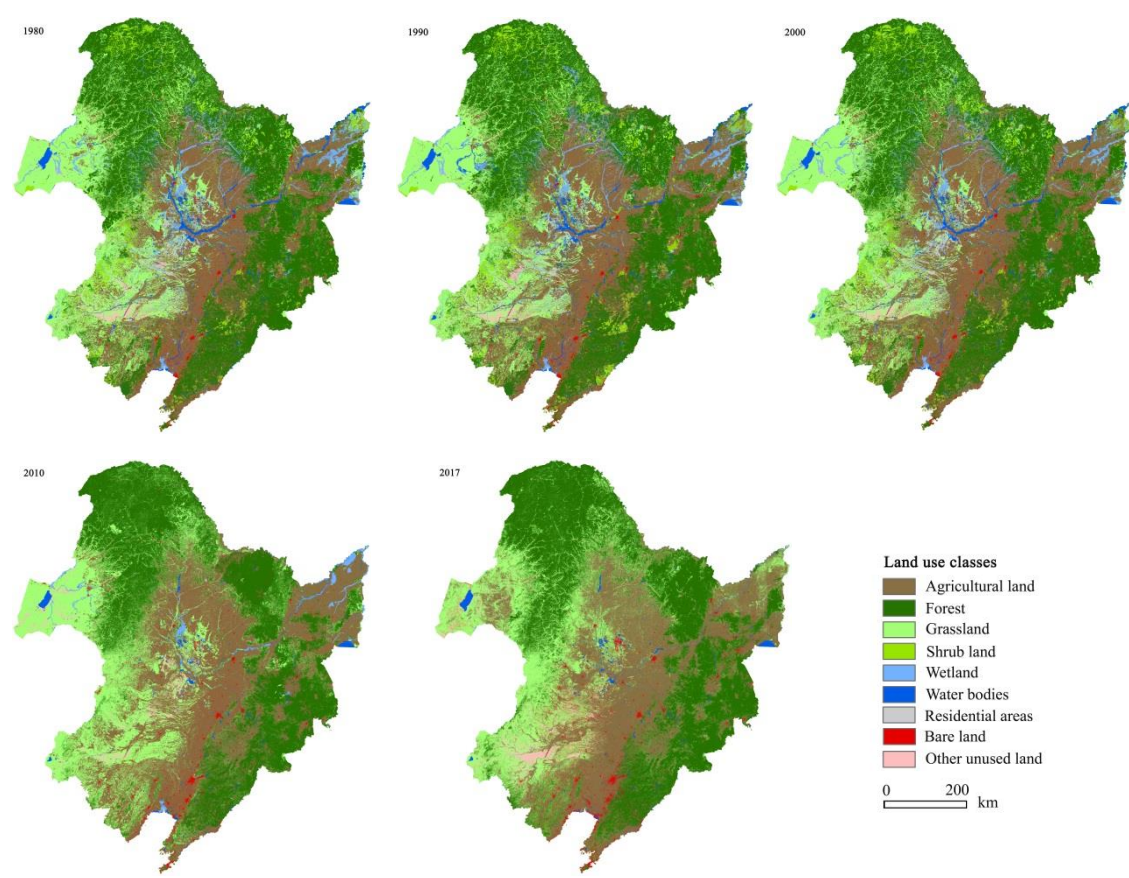 1980
1990
2000
2010
2017
Land use classes
Agricultural land
Forest
Grassland
Shrub land
Wetland
Water bodies
Residential areas
Bare land
Other unused land
0 200
km